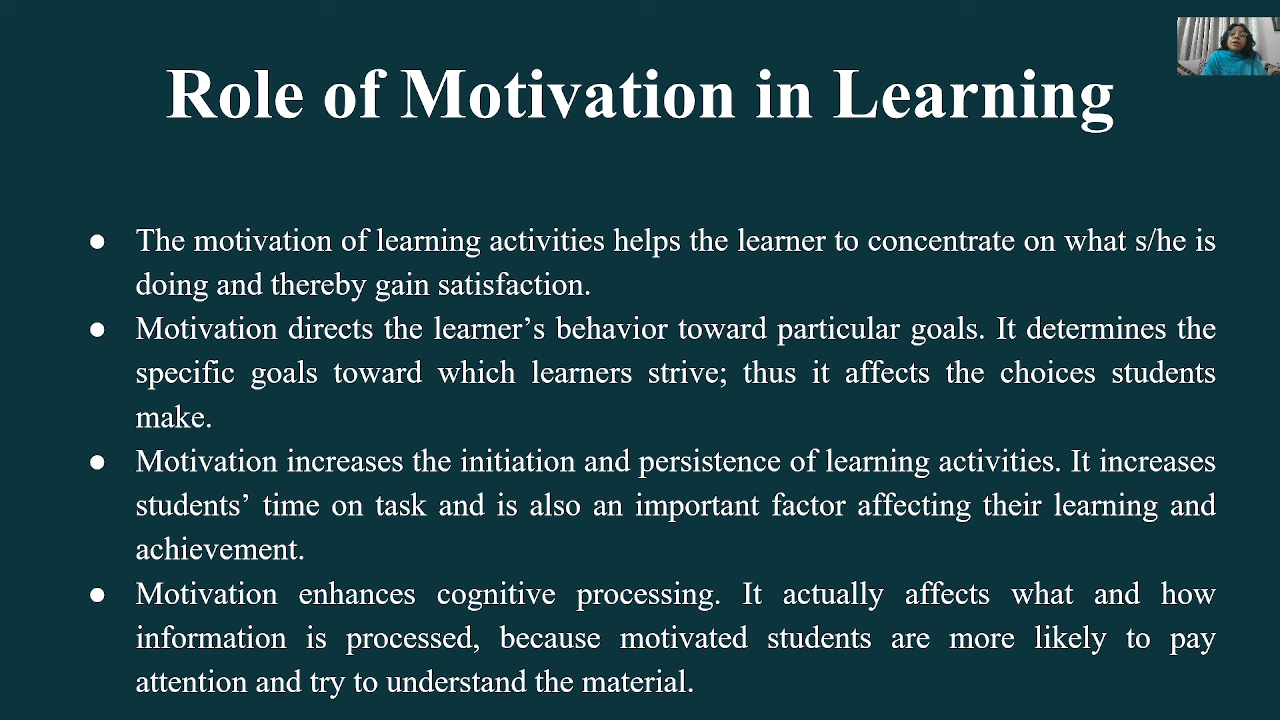 Role of Motivation in Learning
● The motivation of learning activities helps the learner to concentrate on what s/he is
doing and thereby gain satisfaction.
● Motivation directs the learner’s behavior toward particular goals. It determines the
specific goals toward which learners strive; thus it affects the choices students
make.
● Motivation increases the initiation and persistence of learning activities. It increases
students’ time on task and is also an important factor affecting their learning and
achievement.
● Motivation enhances cognitive processing. It actually affects what and how
information is processed, because motivated students are more likely to pay
attention and try to understand the material.